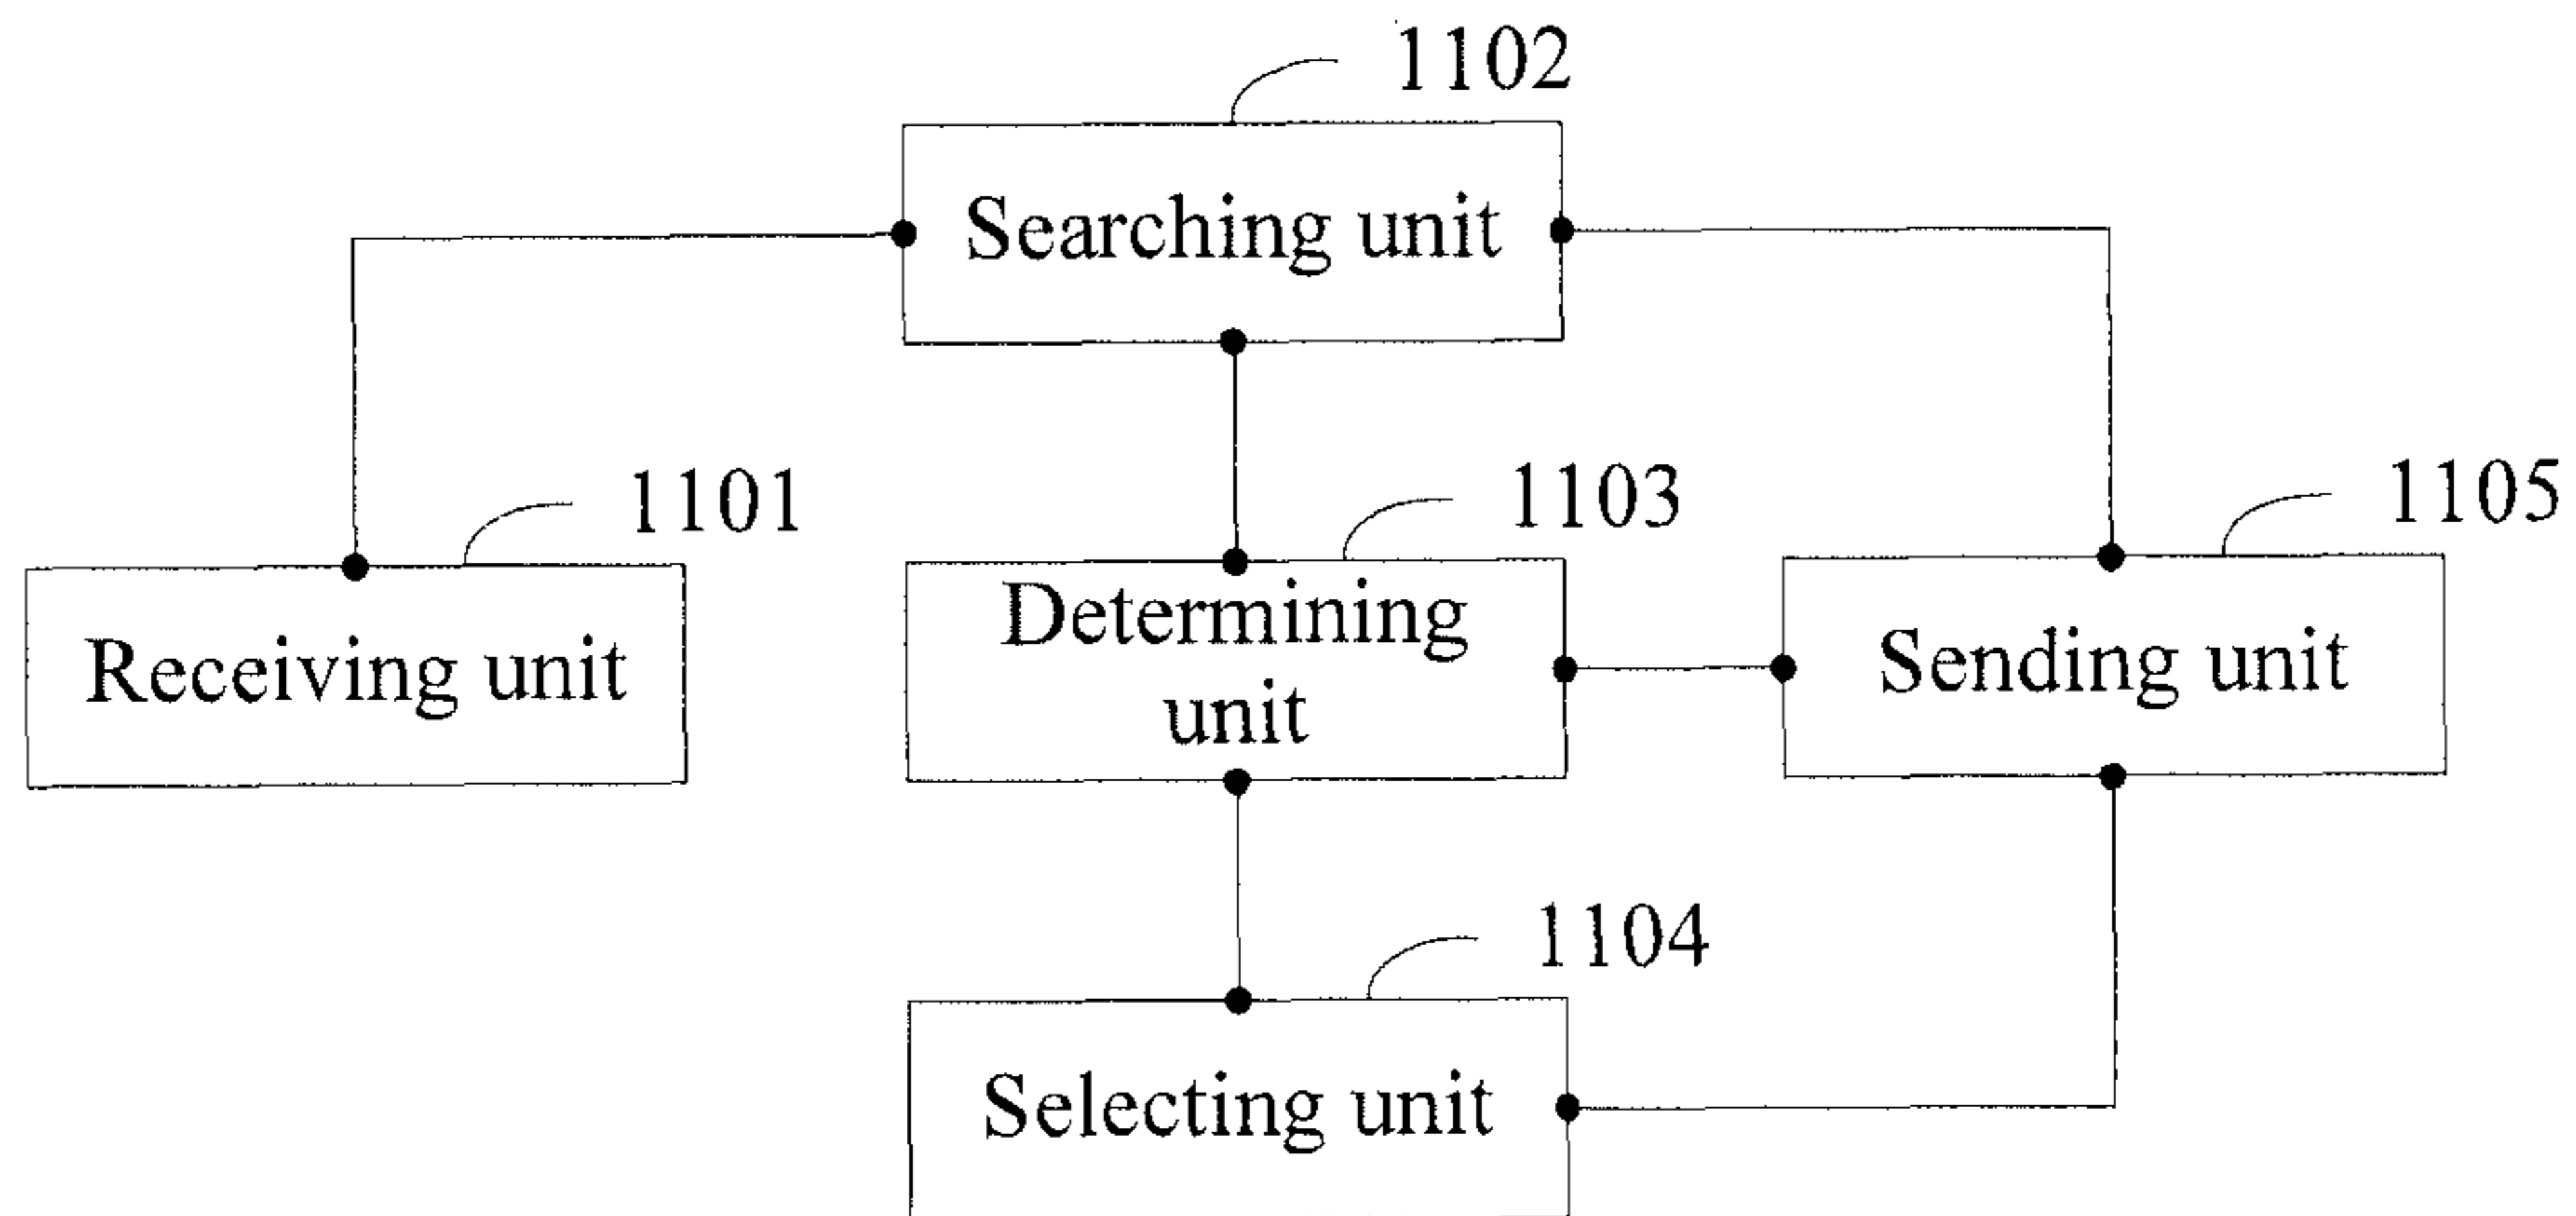 1102
Searching unit
1101
1103
1105
Receiving unit
Determining
unit
Sending unit
1104
Selecting unit